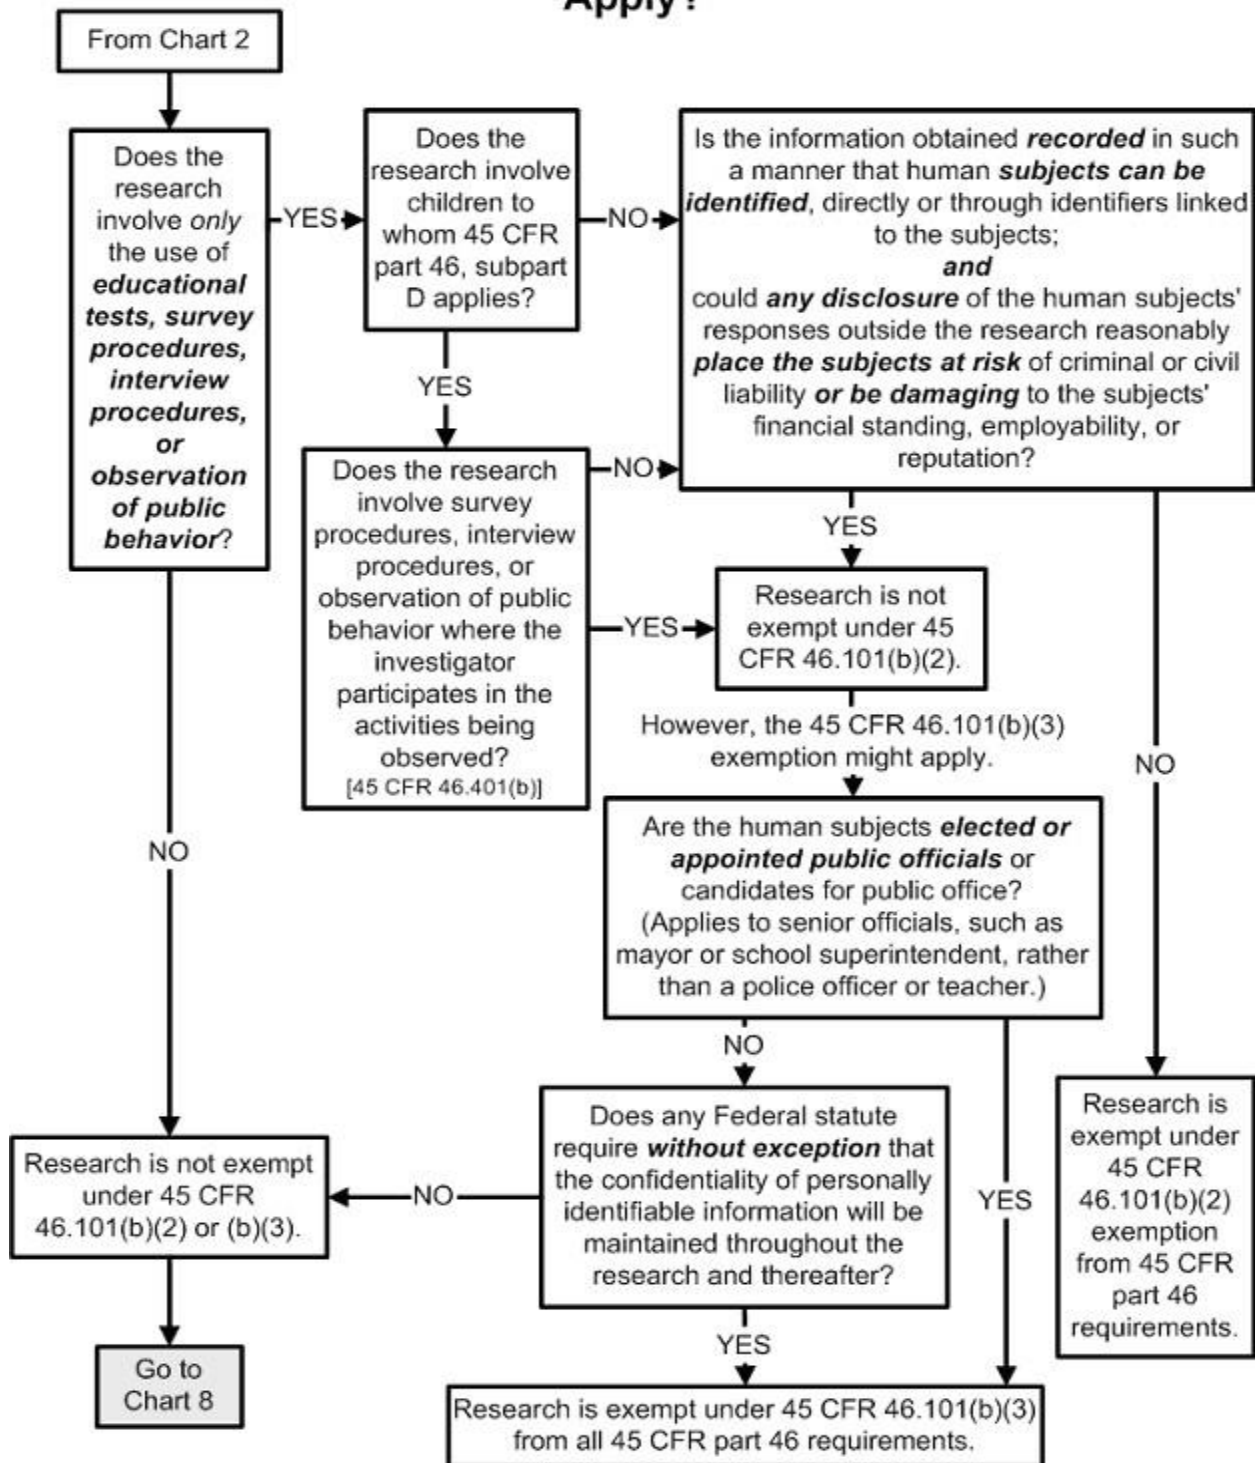 Apply?
From Chart 2
Does the
research
involve only
the use of
educational
tests, survey
procedures,
interview
procedures,
or
observation
of public
behavior?
YES
Does the
research involve
children to
whom 45 CFR
part 46, subpart
D applies?
NO
Is the information obtained recorded in such
a manner that human subjects can be
identified, directly or through identifiers linked
to the subjects;
and
could any disclosure of the human subjects'
responses outside the research reasonably
place the subjects at risk of criminal or civil
liability or be damaging to the subjects'
financial standing, employability, or
reputation?
YES
Does the research
involve survey
procedures, interview
procedures, or
observation of public
behavior where the
investigator
participates in the
activities being
observed?
[45 CFR 46.401(b)]
NO
YES
YES
Research is not
exempt under 45
CFR 46.101(b)(2).
However, the 45 CFR 46.101(b)(3)
exemption might apply.
NO
Are the human subjects elected or
appointed public officials or
candidates for public office?
(Applies to senior officials, such as
mayor or school superintendent, rather
than a police officer or teacher.)
NO
NO
Does any Federal statute
require without exception that
the confidentiality of personally
identifiable information will be
maintained throughout the
research and thereafter?
YES
Research is
exempt under
45 CFR
46.101(b)(2)
exemption
from 45 CFR
part 46
requirements.
NO
Research is not exempt
under 45 CFR
46.101(b)(2) or (b)(3).
YES
Go to
Chart 8
Research is exempt under 45 CFR 46.101(b)(3)
from all 45 CFR part 46 requirements.